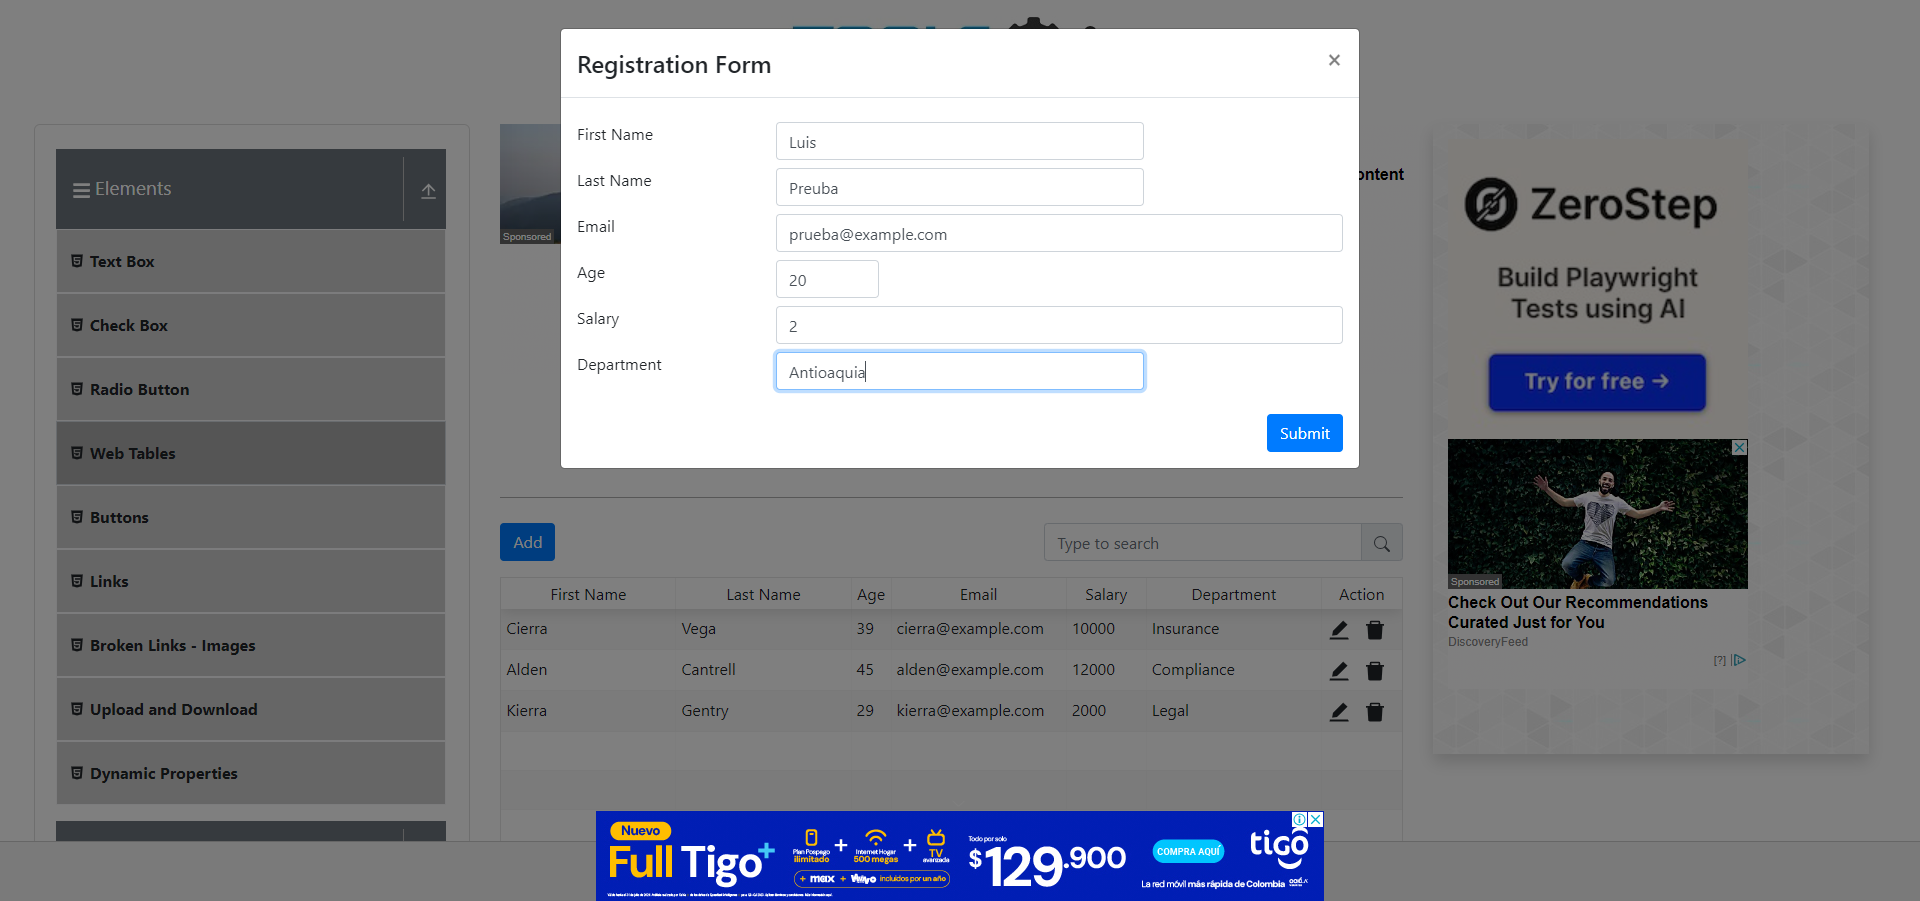 Registration Form
×
First Name
Luis
Last Name
Preuba
Email
prueba@example.com
Age
20
Salary
2
Department
Antioaquia
Submit
Elements
Text Box
Check Box
Radio Button
Web Tables
Buttons
Links
Broken Links - Images
Upload and Download
Dynamic Properties
Sponsored
ontent
Add
Type to search
First Name Last Name Age Email Salary Department Action
Cierra Vega 39 cierra@example.com 10000 Insurance
Alden Cantrell 45 alden@example.com 12000 Compliance
Kierra Gentry 29 kierra@example.com 2000 Legal
ZeroStep
Build Playwright
Tests using AI
Try for free →
Sponsored
Check Out Our Recommendations
Curated Just for You
DiscoveryFeed
[?]
Nuevo
Full Tigo+
Plan Pospago
ilimitado
+
Internet Hogar
500 megas
+
TV
avanzada
+ max + incluidos por un año
Todo por solo
$129.900
COMPRA AQUÍ
tigo
La red móvil más rápida de Colombia